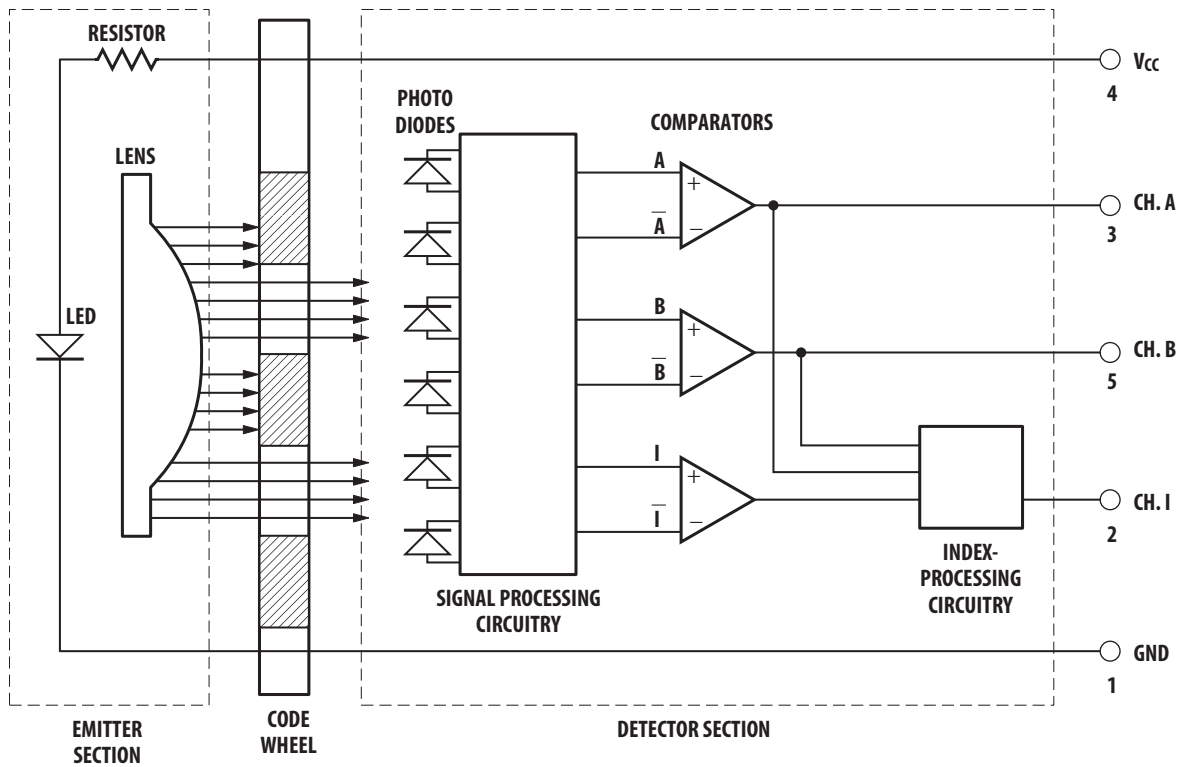 RESISTOR
VCC
4
PHOTO
DIODES
COMPARATORS
LENS
A
+
CH. A
A̅
−
3
LED
B
+
CH. B
B̅
−
5
I
+
CH. I
I̅
−
2
INDEX-
PROCESSING
CIRCUITRY
SIGNAL PROCESSING
CIRCUITRY
GND
1
EMITTER
SECTION
CODE
WHEEL
DETECTOR SECTION